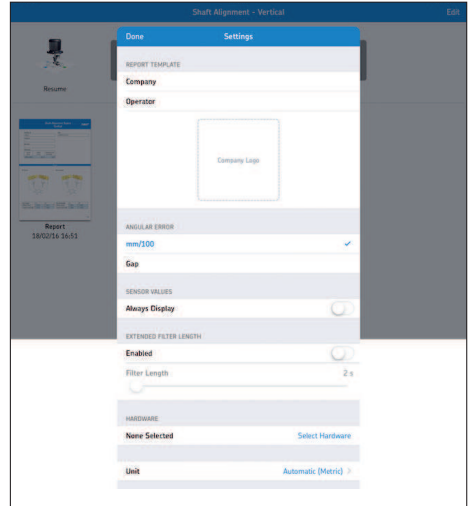 Shaft Alignment - Vertical Edit
Done Settings
REPORT TEMPLATE
Company
Operator
Company Logo
Resume
Report
18/02/16 16:51
ANGULAR ERROR
mm/100
Gap
SENSOR VALUES
Always Display
EXTENDED FILTER LENGTH
Enabled
Filter Length 2 s
HARDWARE
None Selected Select Hardware
Unit Automatic (Metric)